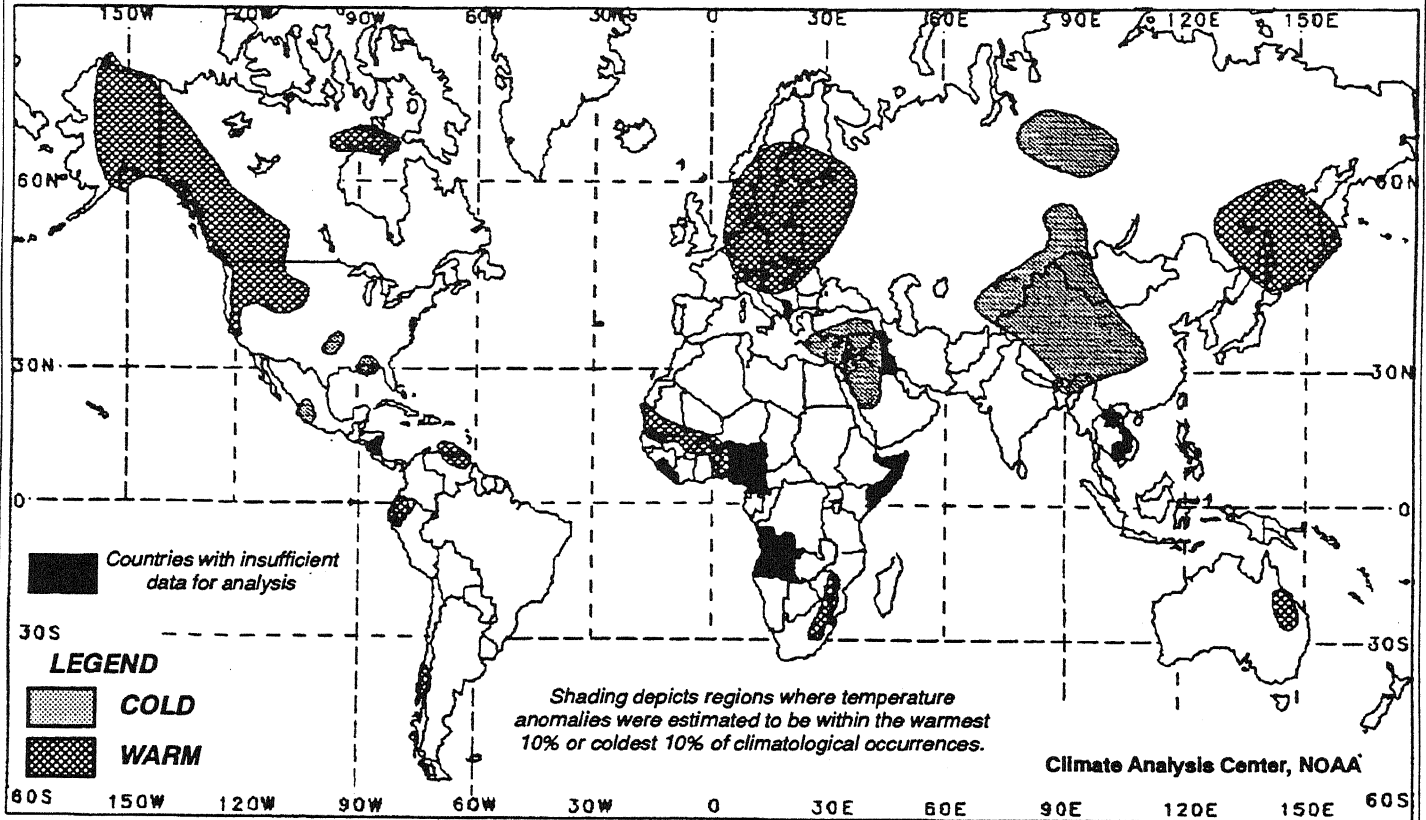 150W 120W 90W 60W 30W 0 30E 60E 90E 120E 150E
60N 60N
30N 30N
0 0
Countries with insufficient
data for analysis
30S 30S
LEGEND
COLD
WARM
Shading depicts regions where temperature
anomalies were estimated to be within the warmest
10% or coldest 10% of climatological occurrences.
Climate Analysis Center, NOAA
60S 150W 120W 90W 60W 30W 0 30E 60E 90E 120E 150E 60S